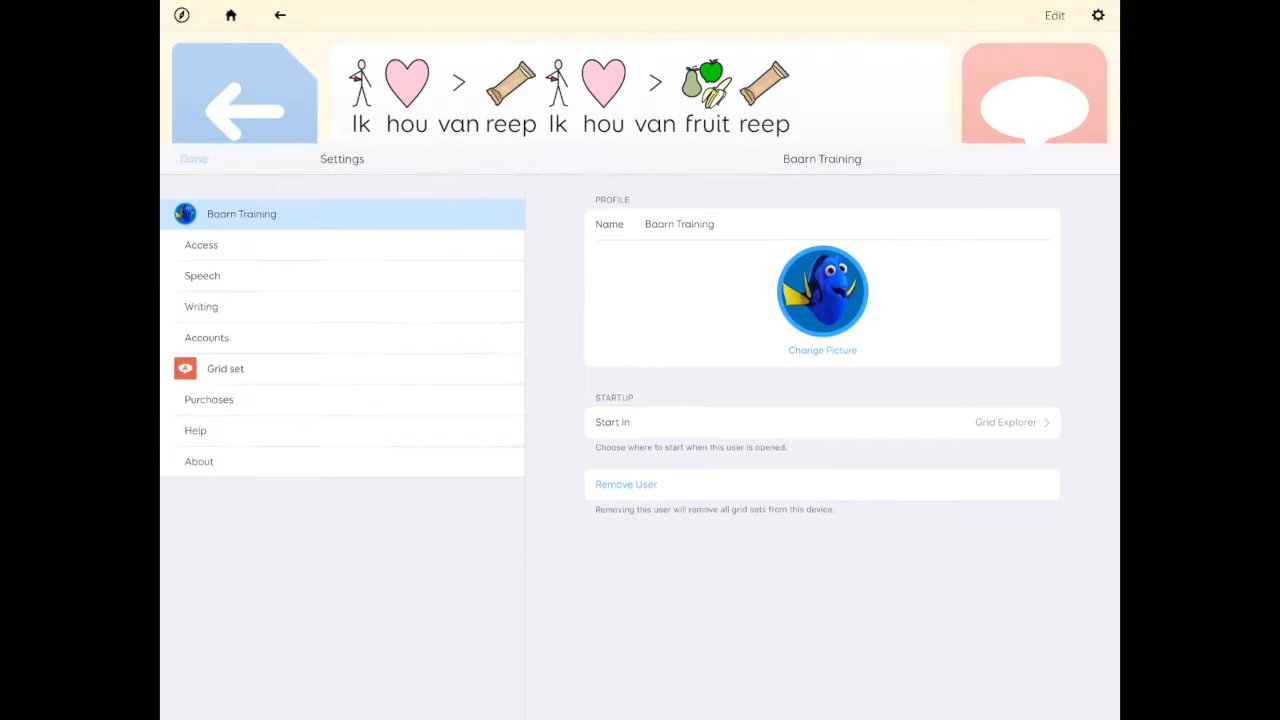 Edit
Ik hou van reep Ik hou van fruit reep
Done
Settings
Baarn Training
Baarn Training
Access
Speech
Writing
Accounts
Grid set
Purchases
Help
About
PROFILE
Name Baarn Training
Change Picture
STARTUP
Start In Grid Explorer
Choose where to start when this user is opened.
Remove User
Removing this user will remove all grid sets from this device.